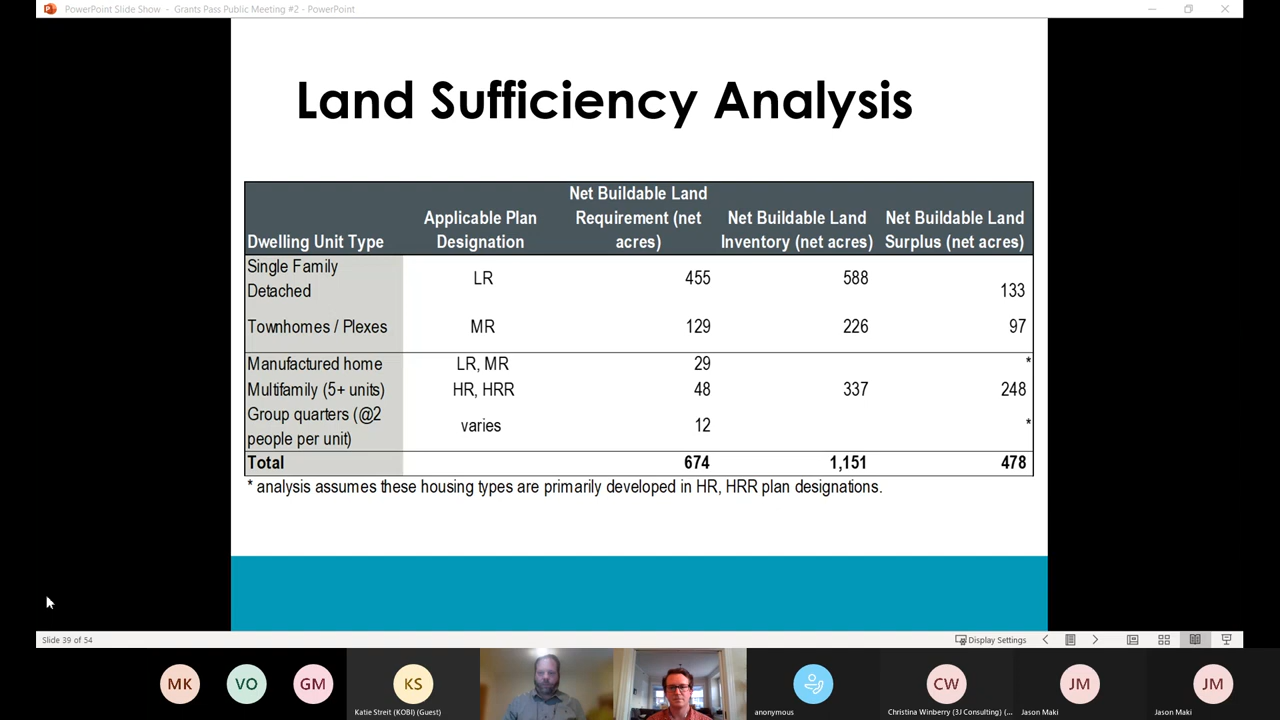 PowerPoint Slide Show - Grants Pass Public Meeting #2 - PowerPoint
Land Sufficiency Analysis
Dwelling Unit Type
Applicable Plan
Designation
Net Buildable Land
Requirement (net
acres)
Net Buildable Land
Inventory (net acres)
Net Buildable Land
Surplus (net acres)
Single Family
Detached
LR
455
588
133
Townhomes / Plexes
MR
129
226
97
Manufactured home
LR, MR
29
*
Multifamily (5+ units)
HR, HRR
48
337
248
Group quarters (@2
people per unit)
varies
12
*
Total
674
1,151
478
* analysis assumes these housing types are primarily developed in HR, HRR plan designations.
Slide 39 of 54
Display Settings
MK
VO
GM
KS
Katie Streit (KOBI) (Guest)
anonymous
CW
Christina Winberry (3J Consulting) (...
JM
Jason Maki
JM
Jason Maki